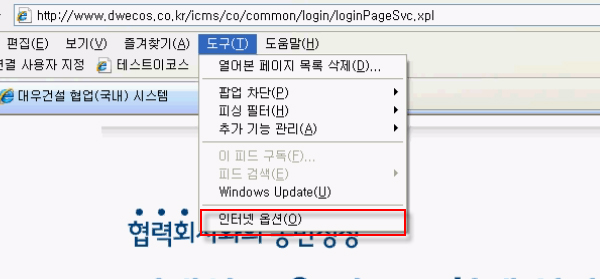 http://www.dwecos.co.kr/icms/co/common/login/loginPageSvc.xpl
편집(E) 보기(V) 즐겨찾기(A) 도구(T) 도움말(H)
사용자 지정 테스트이코스
열어본 페이지 목록 삭제(D)...
대우건설 협업(국내) 시스템
팝업 차단(P)
피싱 필터(H)
추가 기능 관리(A)
이 피드 구독(F)...
피드 검색(E)
Windows Update(U)
인터넷 옵션(O)
협력회사와의